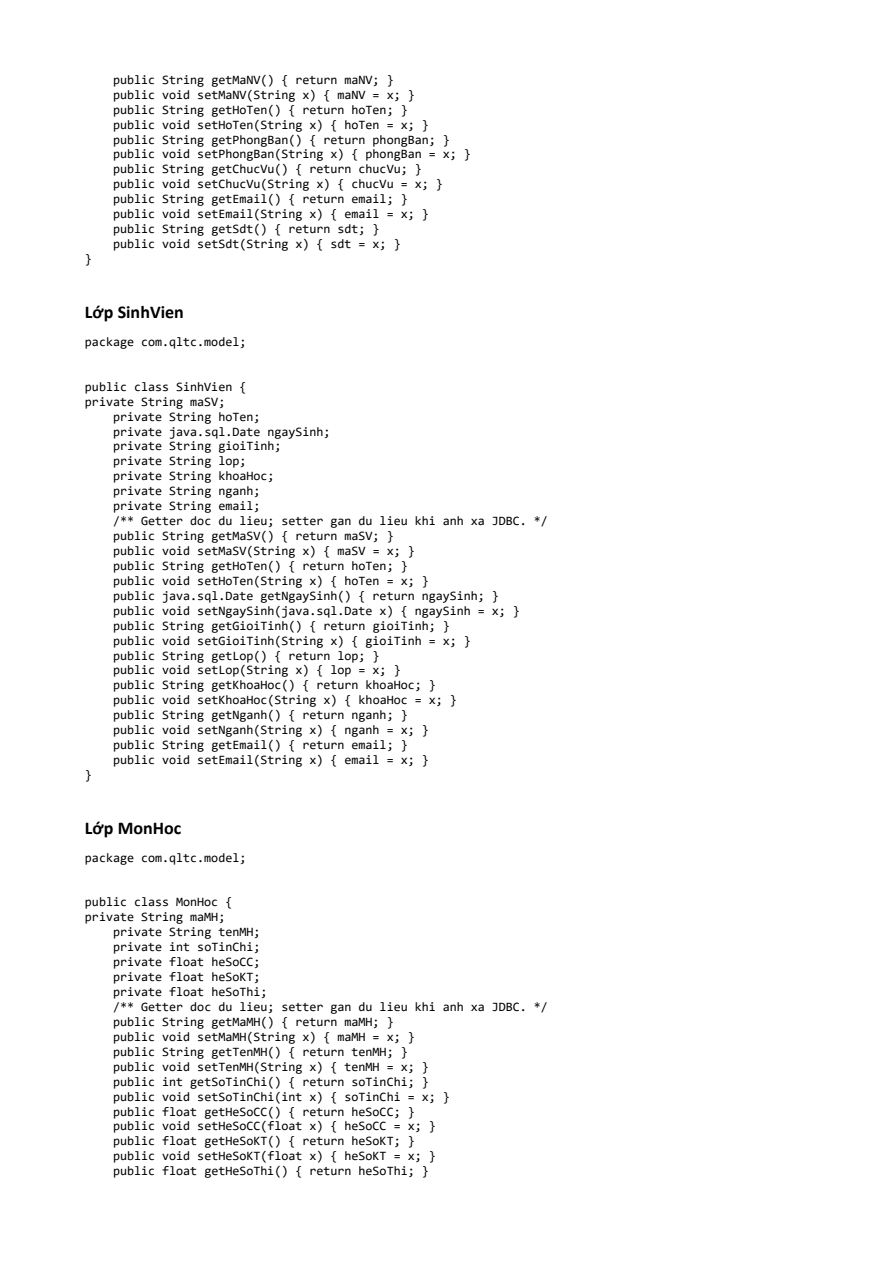 public String getMaNV() { return maNV; }
    public void setMaNV(String x) { maNV = x; }
    public String getHoTen() { return hoTen; }
    public void setHoTen(String x) { hoTen = x; }
    public String getPhongBan() { return phongBan; }
    public void setPhongBan(String x) { phongBan = x; }
    public String getChucVu() { return chucVu; }
    public void setChucVu(String x) { chucVu = x; }
    public String getEmail() { return email; }
    public void setEmail(String x) { email = x; }
    public String getSdt() { return sdt; }
    public void setSdt(String x) { sdt = x; }
}
Lớp SinhVien
package com.qltc.model;
public class SinhVien {
private String maSV;
    private String hoTen;
    private java.sql.Date ngaySinh;
    private String gioiTinh;
    private String lop;
    private String khoaHoc;
    private String nganh;
    private String email;
    /** Getter doc du lieu; setter gan du lieu khi anh xa JDBC. */
    public String getMaSV() { return maSV; }
    public void setMaSV(String x) { maSV = x; }
    public String getHoTen() { return hoTen; }
    public void setHoTen(String x) { hoTen = x; }
    public java.sql.Date getNgaySinh() { return ngaySinh; }
    public void setNgaySinh(java.sql.Date x) { ngaySinh = x; }
    public String getGioiTinh() { return gioiTinh; }
    public void setGioiTinh(String x) { gioiTinh = x; }
    public String getLop() { return lop; }
    public void setLop(String x) { lop = x; }
    public String getKhoaHoc() { return khoaHoc; }
    public void setKhoaHoc(String x) { khoaHoc = x; }
    public String getNganh() { return nganh; }
    public void setNganh(String x) { nganh = x; }
    public String getEmail() { return email; }
    public void setEmail(String x) { email = x; }
}
Lớp MonHoc
package com.qltc.model;
public class MonHoc {
private String maMH;
    private String tenMH;
    private int soTinChi;
    private float heSoCC;
    private float heSoKT;
    private float heSoThi;
    /** Getter doc du lieu; setter gan du lieu khi anh xa JDBC. */
    public String getMaMH() { return maMH; }
    public void setMaMH(String x) { maMH = x; }
    public String getTenMH() { return tenMH; }
    public void setTenMH(String x) { tenMH = x; }
    public int getSoTinChi() { return soTinChi; }
    public void setSoTinChi(int x) { soTinChi = x; }
    public float getHeSoCC() { return heSoCC; }
    public void setHeSoCC(float x) { heSoCC = x; }
    public float getHeSoKT() { return heSoKT; }
    public void setHeSoKT(float x) { heSoKT = x; }
    public float getHeSoThi() { return heSoThi; }